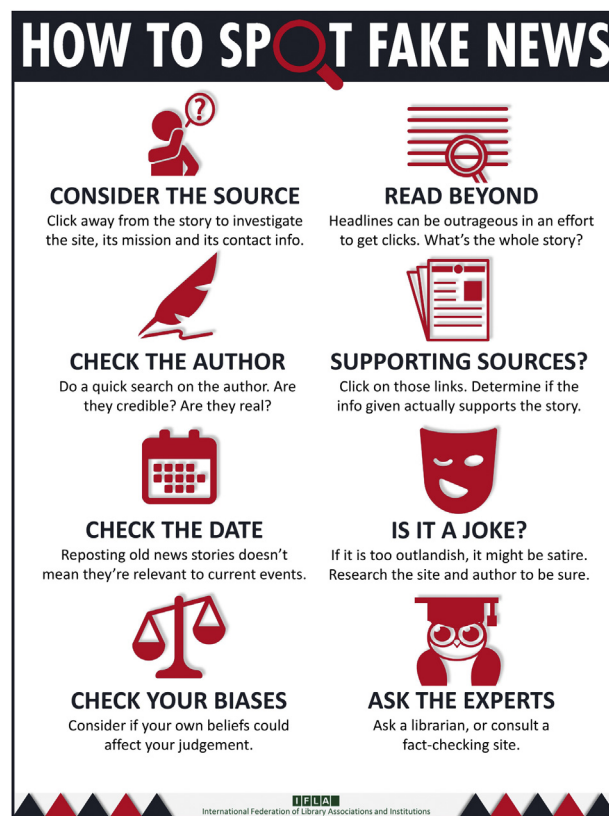 HOW TO SPOT FAKE NEWS
?
CONSIDER THE SOURCE
Click away from the story to investigate
the site, its mission and its contact info.
READ BEYOND
Headlines can be outrageous in an effort
to get clicks. What's the whole story?
CHECK THE AUTHOR
Do a quick search on the author. Are
they credible? Are they real?
SUPPORTING SOURCES?
Click on those links. Determine if the
info given actually supports the story.
CHECK THE DATE
Reposting old news stories doesn't
mean they're relevant to current events.
IS IT A JOKE?
If it is too outlandish, it might be satire.
Research the site and author to be sure.
CHECK YOUR BIASES
Consider if your own beliefs could
affect your judgement.
ASK THE EXPERTS
Ask a librarian, or consult a
fact-checking site.
IFLA
International Federation of Library Associations and Institutions